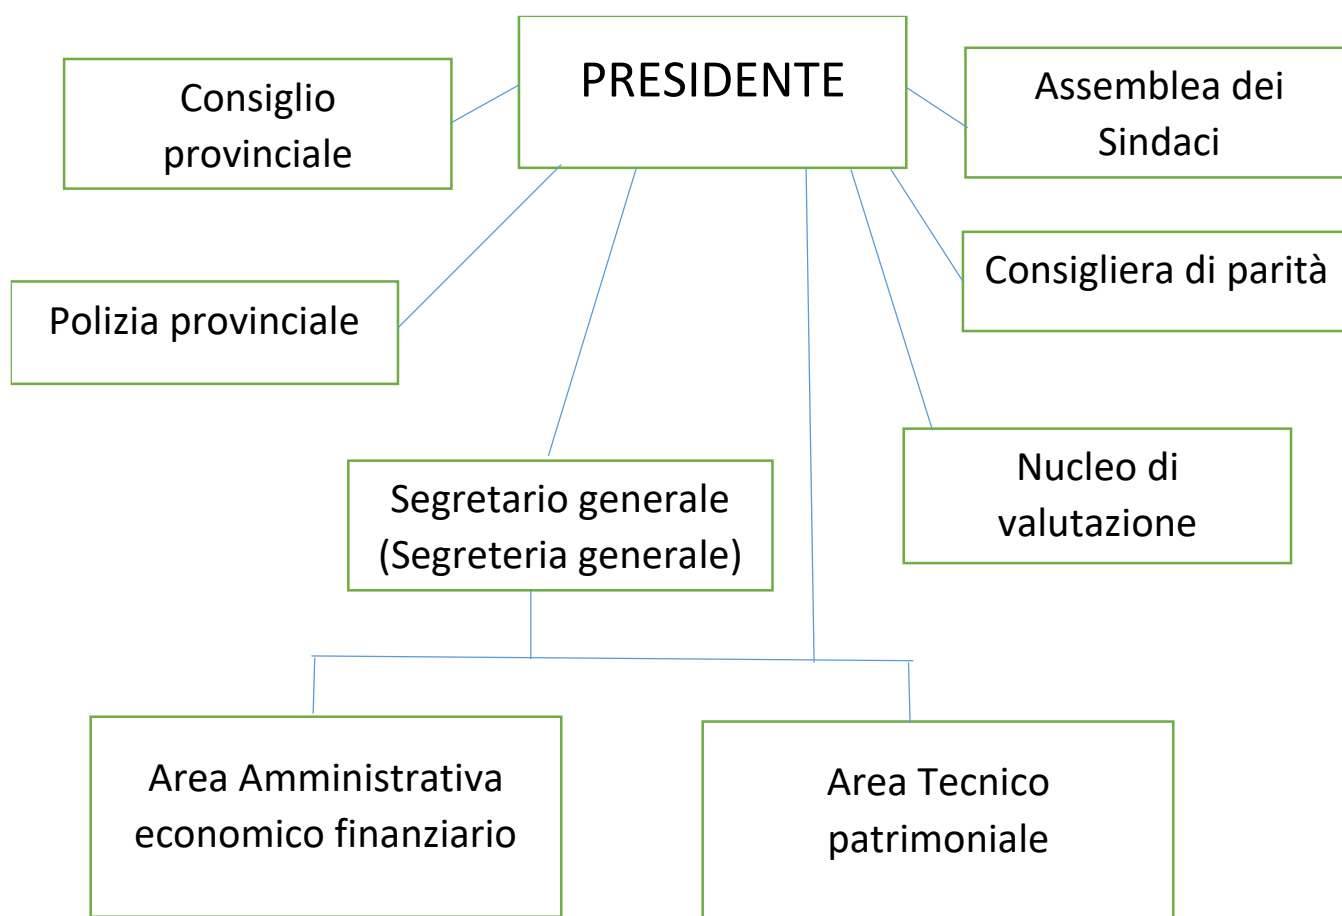 PRESIDENTE
Consiglio
provinciale
Assemblea dei
Sindaci
Consigliera di parità
Polizia provinciale
Nucleo di
valutazione
Segretario generale
(Segreteria generale)
Area Amministrativa
economico finanziario
Area Tecnico
patrimoniale